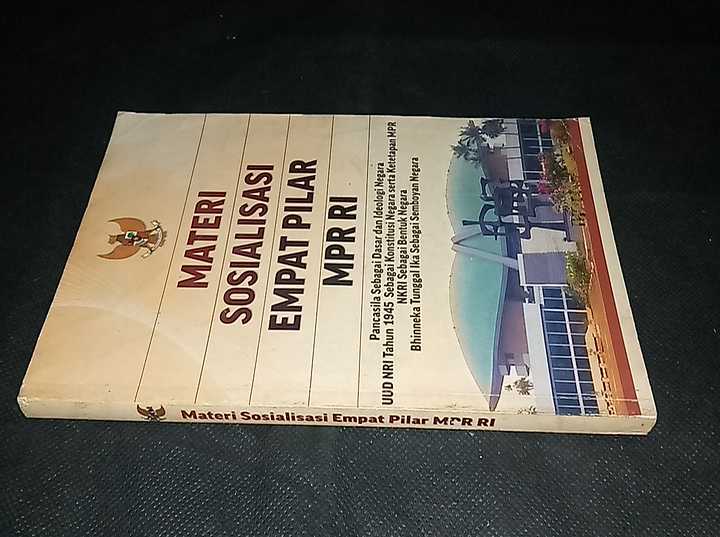 MATERI
SOSIALISASI
EMPAT PILAR
MPR RI
Pancasila Sebagai Dasar dan Ideologi Negara
UUD NRI Tahun 1945 Sebagai Konstitusi Negara serta Ketetapan MPR
NKRI Sebagai Bentuk Negara
Bhinneka Tunggal Ika Sebagai Semboyan Negara
Materi Sosialisasi Empat Pilar MPR RI